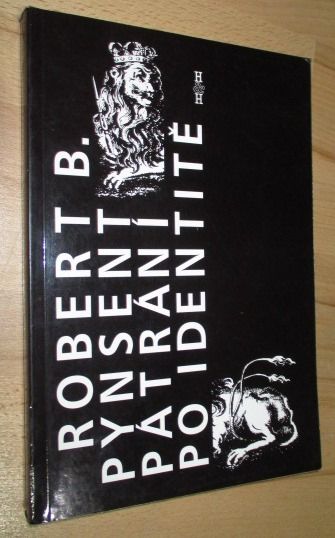 ROBERT B.
PYNSENT
PÁTRÁNÍ
PO IDENTITĚ
H
&
H